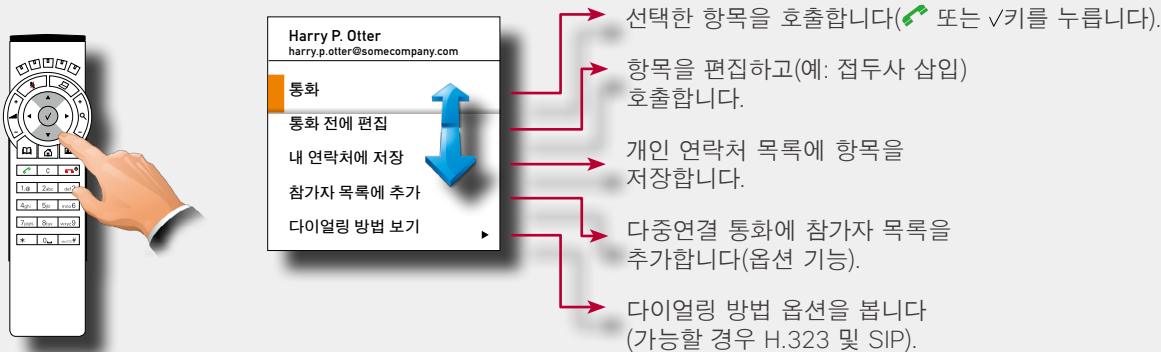 Harry P. Otter
harry.p.otter@somecompany.com
통화
통화 전에 편집
내 연락처에 저장
참가자 목록에 추가
다이얼링 방법 보기
선택한 항목을 호출합니다( 또는 √키를 누릅니다).
항목을 편집하고(예: 접두사 삽입)
호출합니다.
개인 연락처 목록에 항목을
저장합니다.
다중연결 통화에 참가자 목록을
추가합니다(옵션 기능).
다이얼링 방법 옵션을 봅니다
(가능할 경우 H.323 및 SIP).